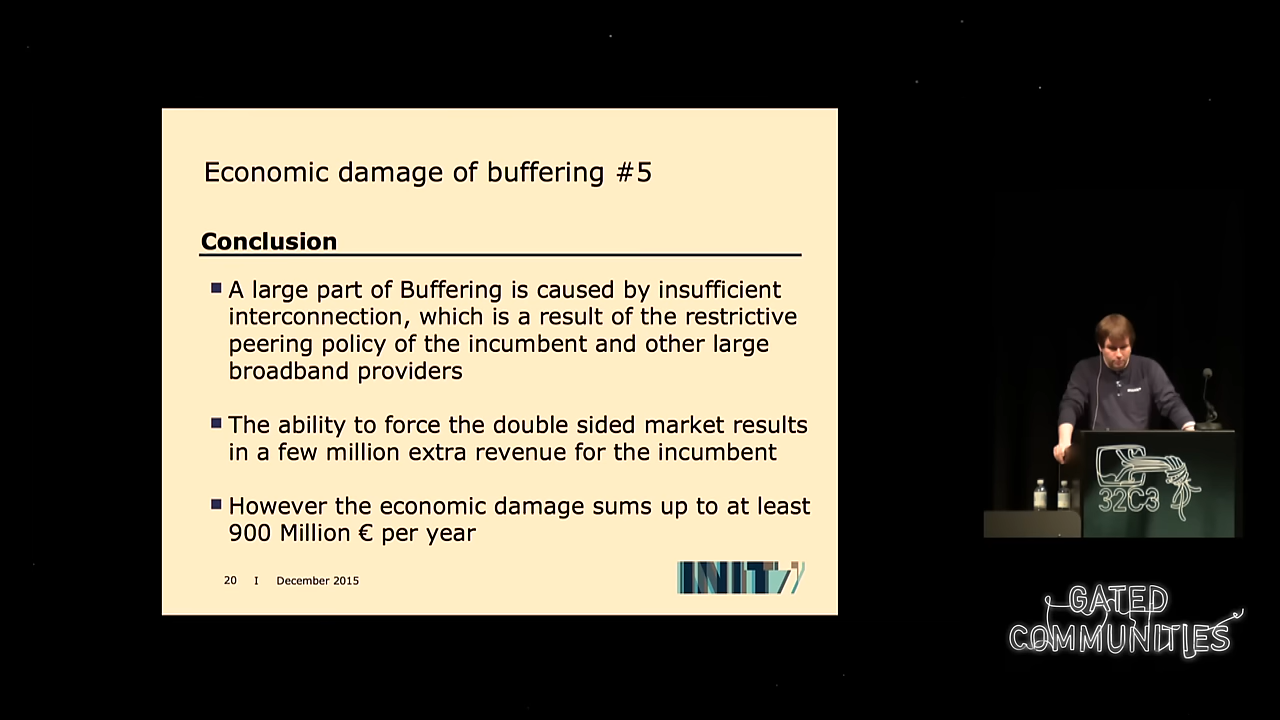 Economic damage of buffering #5
Conclusion
A large part of Buffering is caused by insufficient
interconnection, which is a result of the restrictive
peering policy of the incumbent and other large
broadband providers
The ability to force the double sided market results
in a few million extra revenue for the incumbent
However the economic damage sums up to at least
900 Million € per year
20 I December 2015
INIT7
32C3
GATED
COMMUNITIES